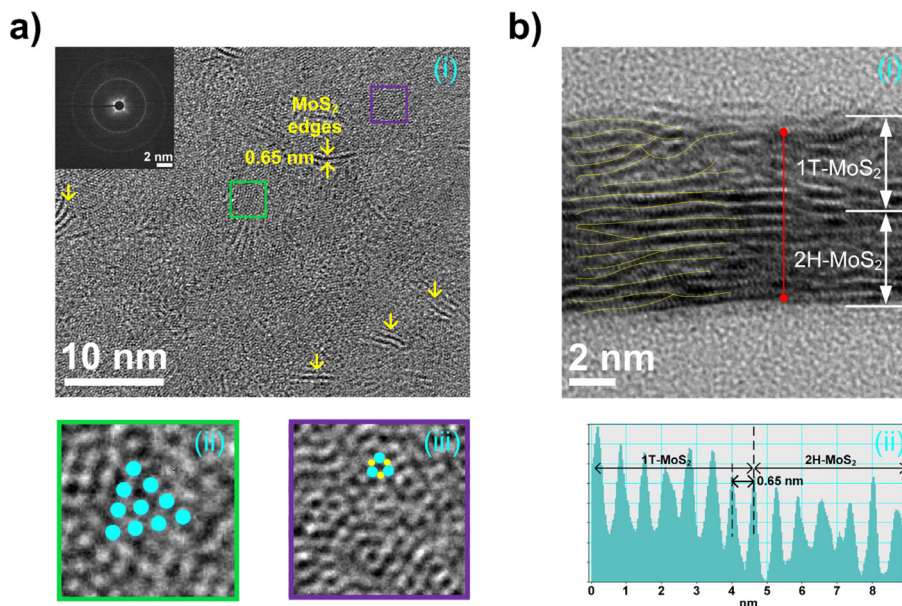 a)
(i)
MoS₂
edges
0.65 nm
2 nm
10 nm
(ii)
(iii)
b)
(i)
1T-MoS₂
2H-MoS₂
2 nm
(ii)
1T-MoS₂
2H-MoS₂
0.65 nm
0 1 2 3 4 5 6 7 8
nm